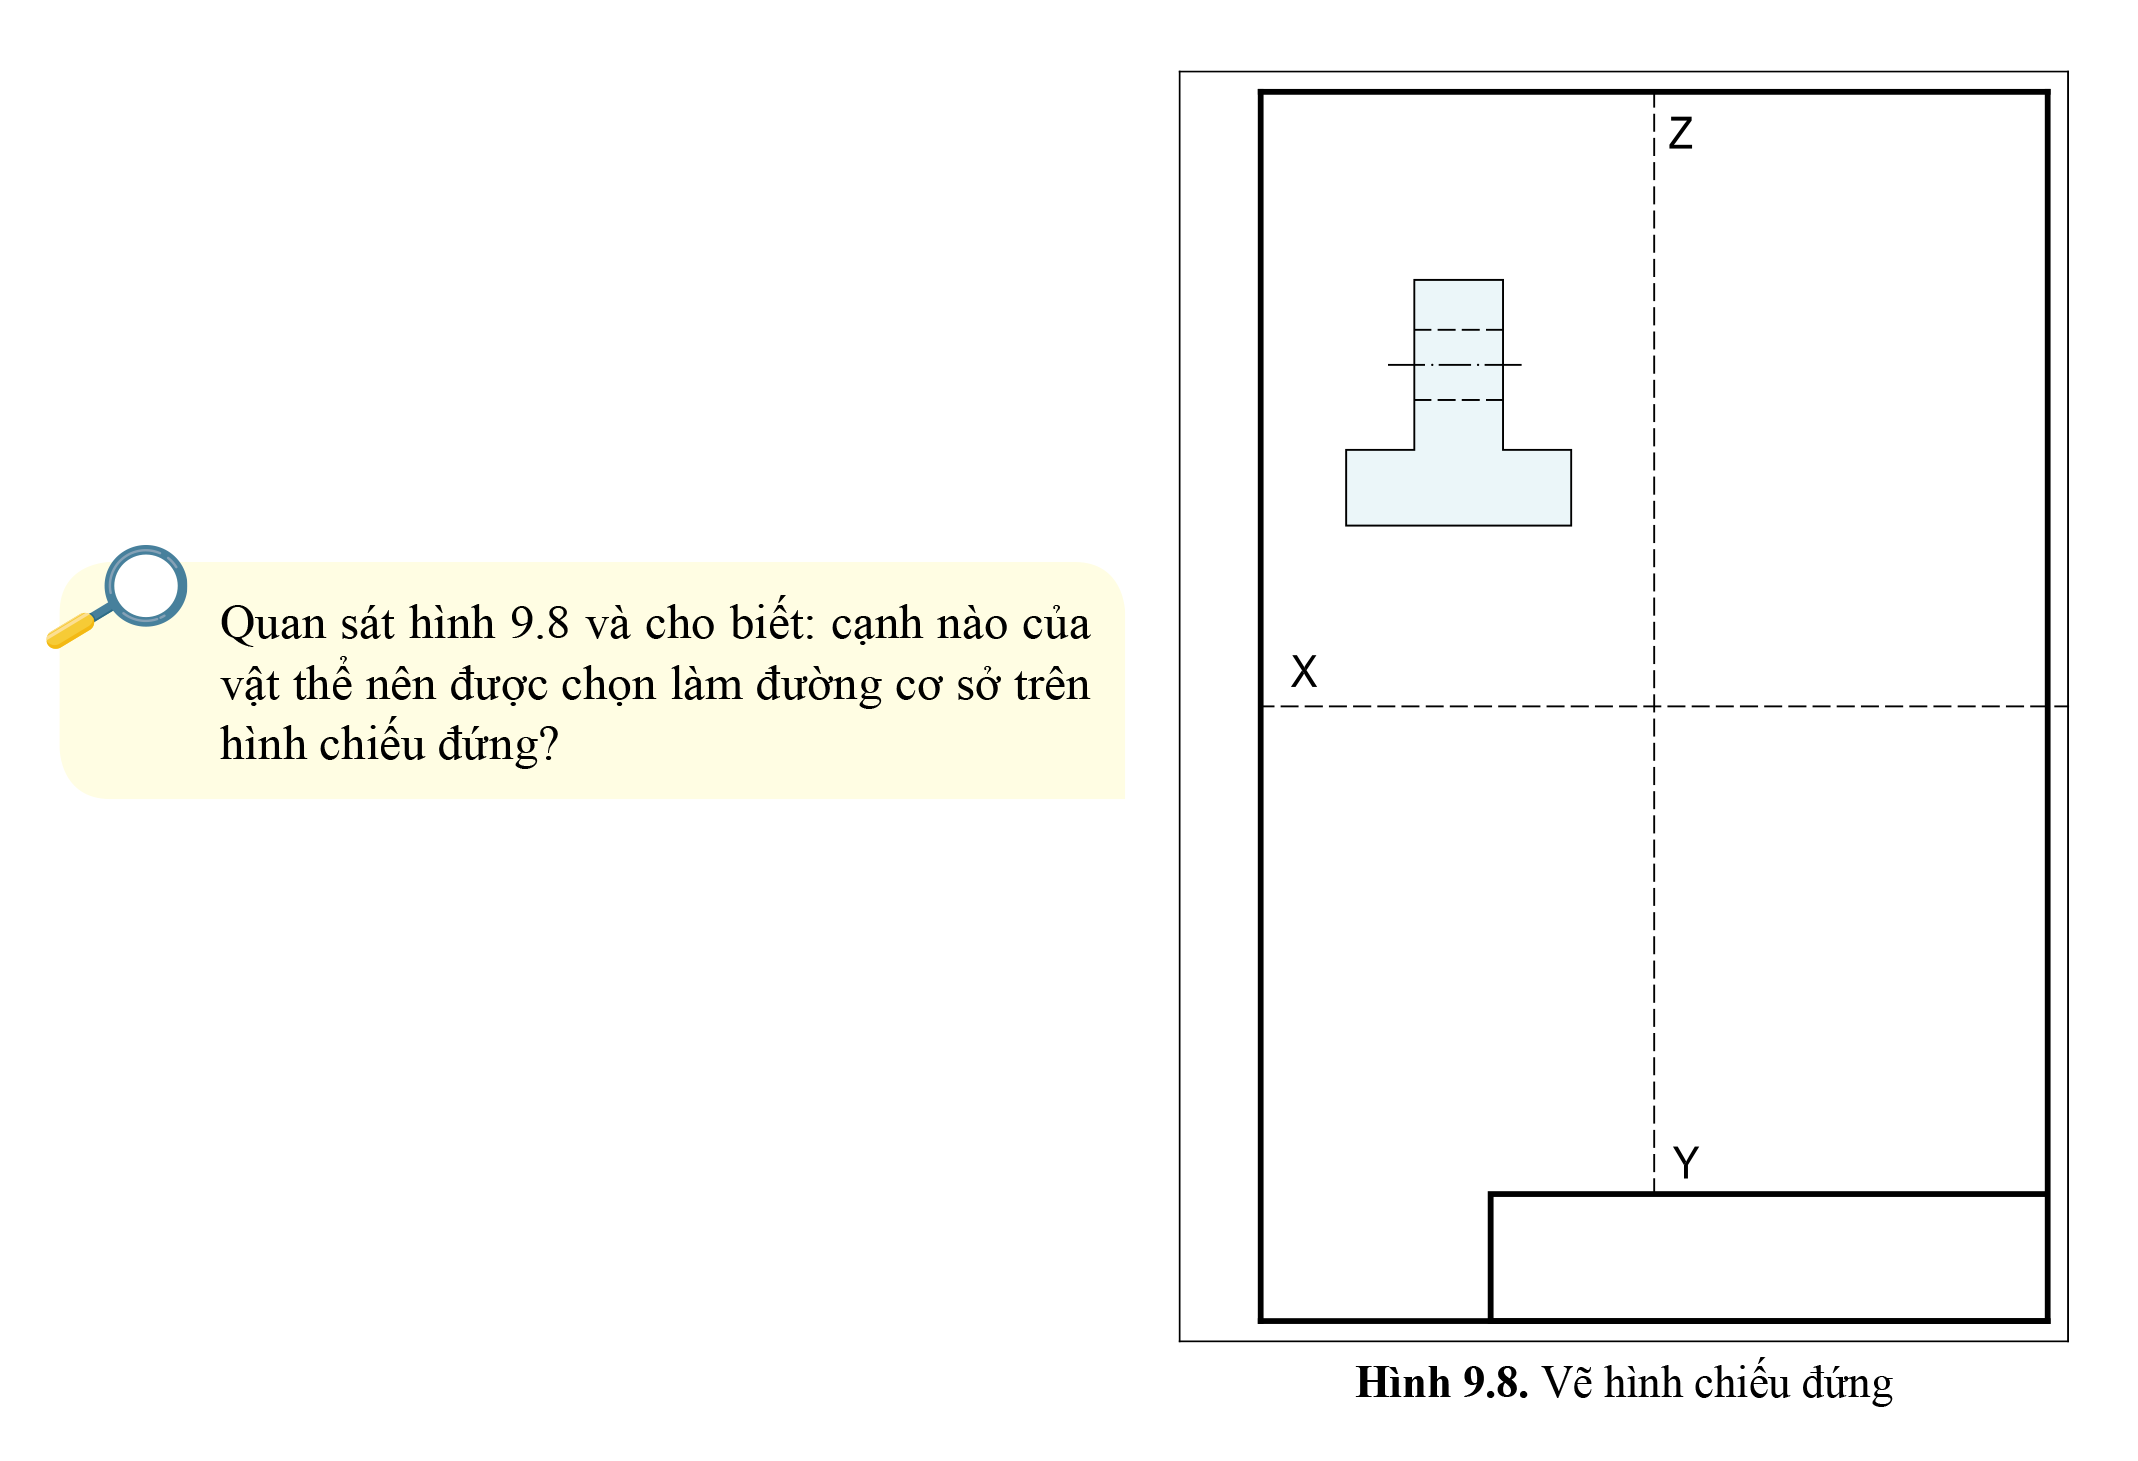 Z
Quan sát hình 9.8 và cho biết: cạnh nào của
vật thể nên được chọn làm đường cơ sở trên
hình chiếu đứng?
X
Y
Hình 9.8. Vẽ hình chiếu đứng